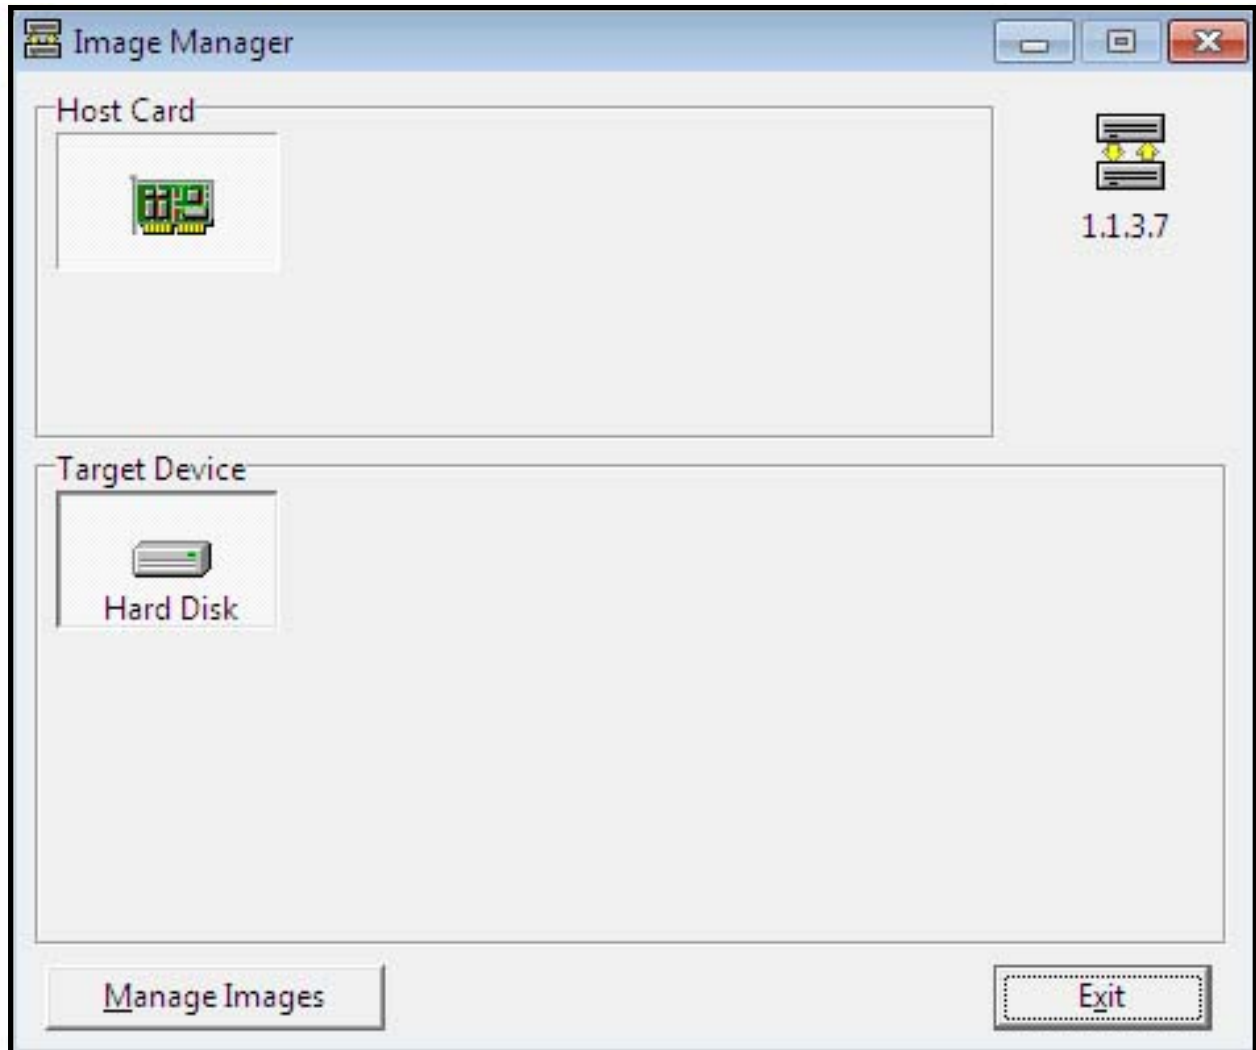 Image Manager
Host Card
1.1.3.7
Target Device
Hard Disk
Manage Images
Exit